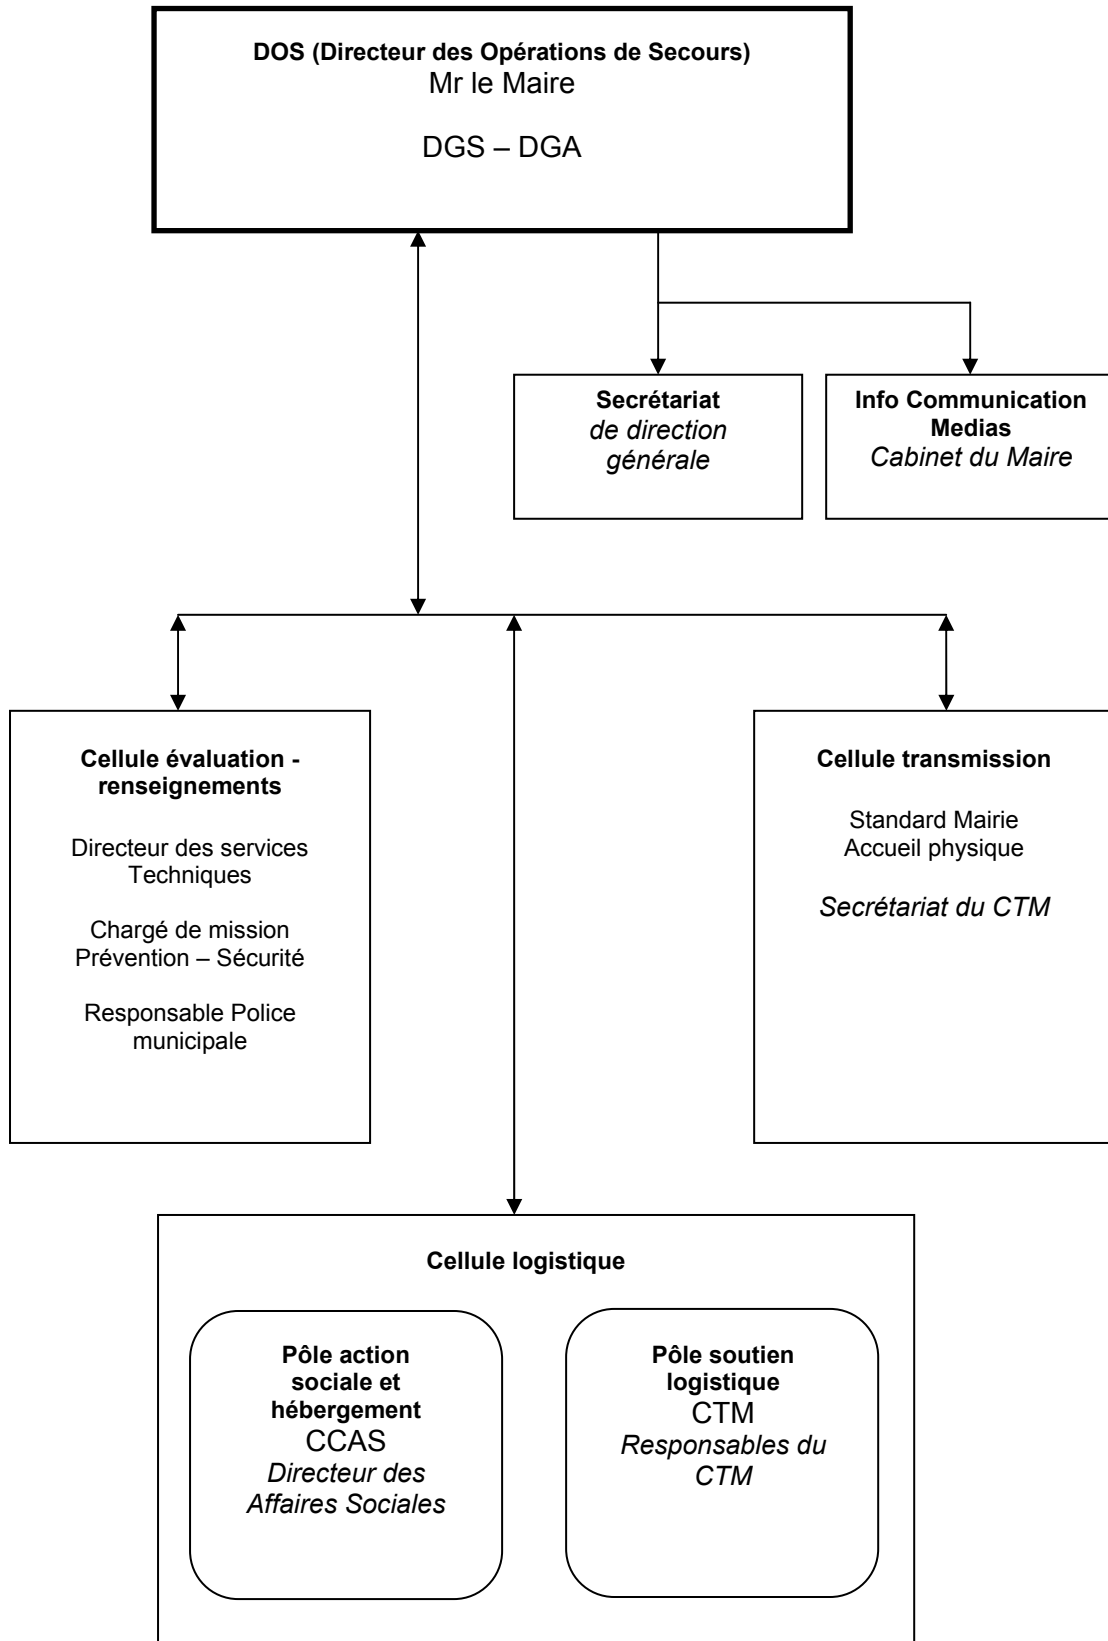 DOS (Directeur des Opérations de Secours)
Mr le Maire
DGS – DGA
Secrétariat
de direction
générale
Info Communication
Medias
Cabinet du Maire
Cellule évaluation -
renseignements
Directeur des services
Techniques
Chargé de mission
Prévention – Sécurité
Responsable Police
municipale
Cellule transmission
Standard Mairie
Accueil physique
Secrétariat du CTM
Cellule logistique
Pôle action
sociale et
hébergement
CCAS
Directeur des
Affaires Sociales
Pôle soutien
logistique
CTM
Responsables du
CTM